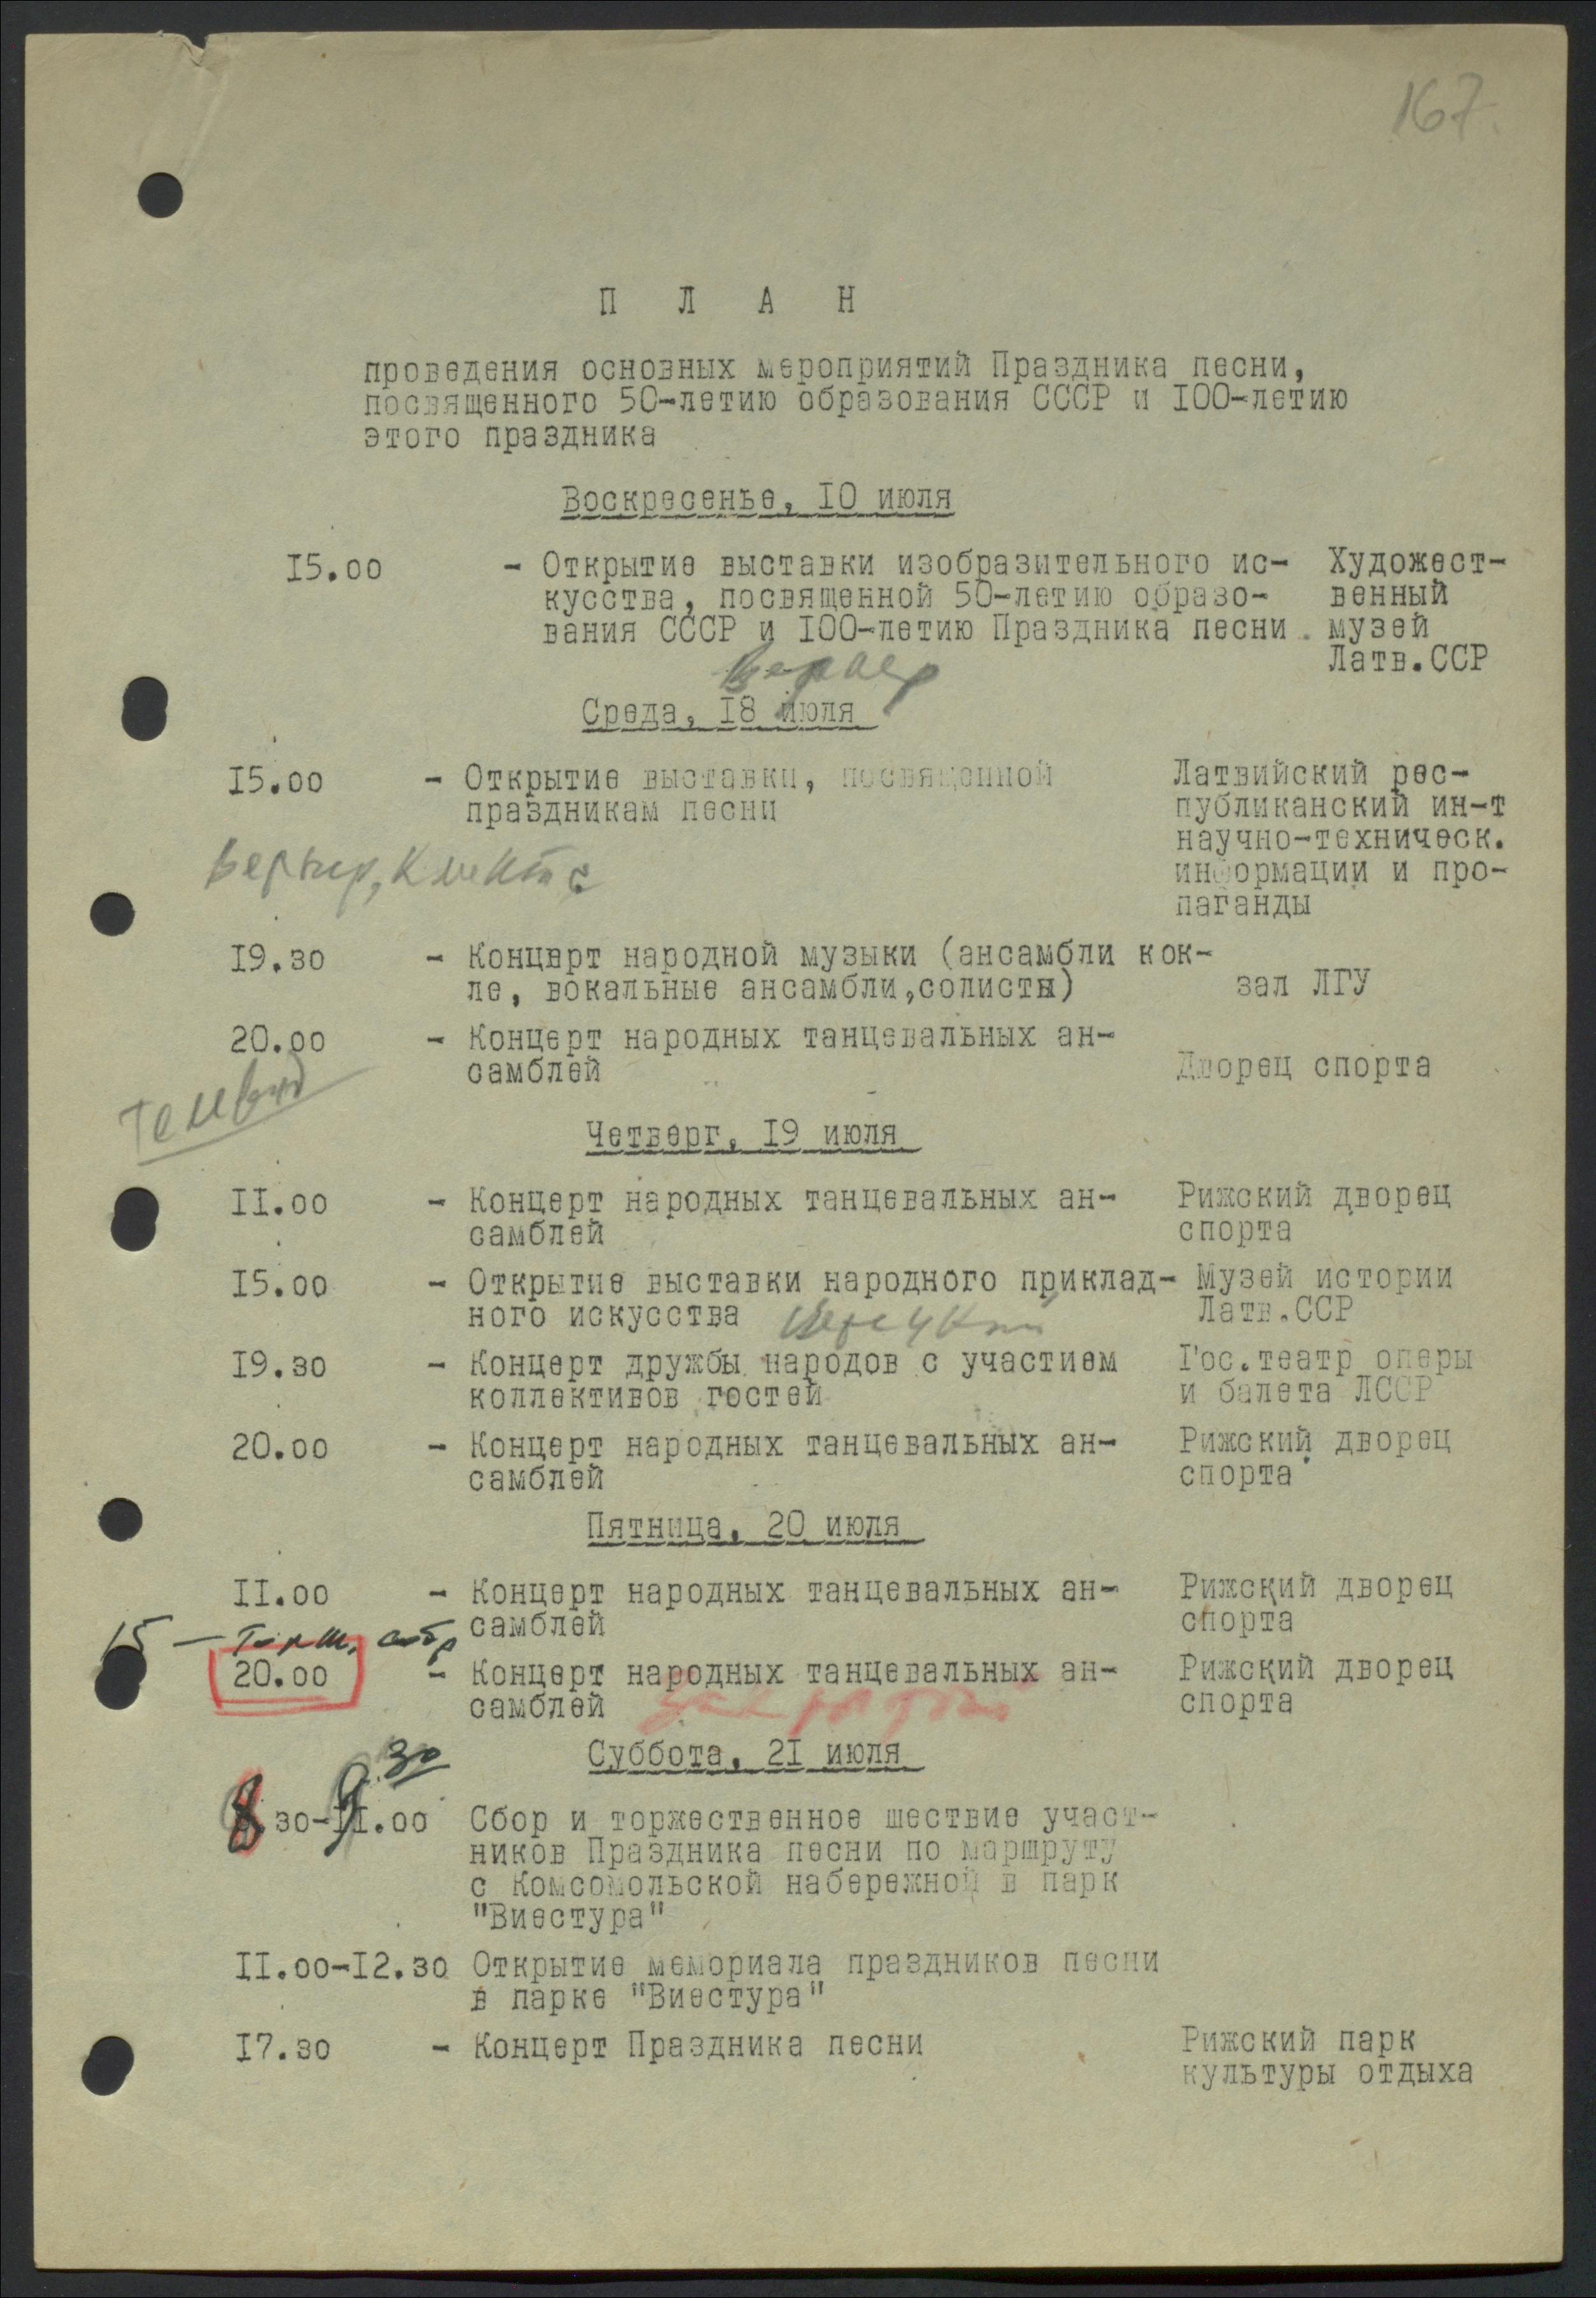 167.
П Л А Н
проведения основных мероприятий Праздника песни,
посвященного 50-летию образования СССР и 100-летию
этого праздника
Воскресенье, 10 июля
15.00 - Открытие выставки изобразительного ис- Художест-
кусства, посвященной 50-летию образо- венный
вания СССР и 100-летию Праздника песни. музей
Латв.ССР
Вернер
Среда, 18 июля
15.00 - Открытие выставки, посвященной Латвийский рес-
праздникам песни публиканский ин-т
научно-техническ.
Вернер, информации и про-
паганды
19.30 - Концерт народной музыки (ансамбли кок-
ле, вокальные ансамбли,солисты) зал ЛГУ
20.00 - Концерт народных танцевальных ан-
самблей Дворец спорта
Телевид
Четверг, 19 июля
11.00 - Концерт народных танцевальных ан- Рижский дворец
самблей спорта
15.00 - Открытие выставки народного приклад- Музей истории
ного искусства Латв.ССР
19.30 - Концерт дружбы народов с участием Гос.театр оперы
коллективов гостей и балета ЛССР
20.00 - Концерт народных танцевальных ан- Рижский дворец
самблей спорта
Пятница, 20 июля
11.00 - Концерт народных танцевальных ан- Рижский дворец
самблей спорта
15 - Торж. собр
20.00 - Концерт народных танцевальных ан- Рижский дворец
самблей спорта
Суббота, 21 июля
9.30
8.30-11.00 Сбор и торжественное шествие участ-
ников Праздника песни по маршруту
с Комсомольской набережной в парк
"Виестура"
11.00-12.30 Открытие мемориала праздников песни
в парке "Виестура"
17.30 - Концерт Праздника песни Рижский парк
культуры отдыха